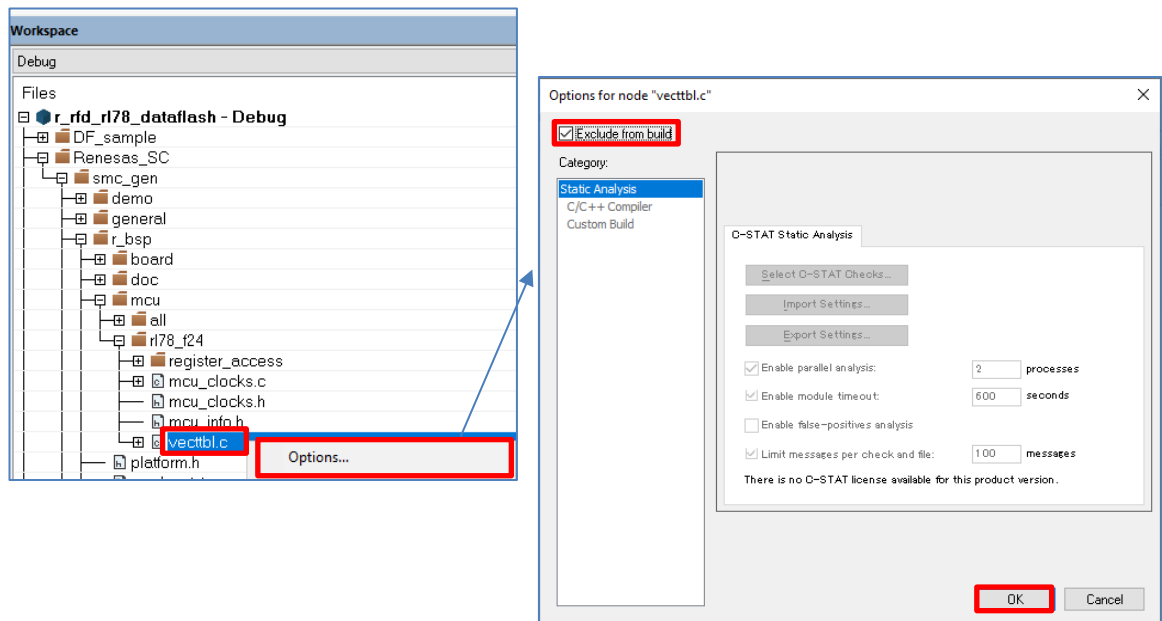 Workspace
Debug
Files
r_rfd_rl78_dataflash - Debug
DF_sample
Renesas_SC
smc_gen
demo
general
r_bsp
board
doc
mcu
all
rl78_f24
register_access
mcu_clocks.c
mcu_clocks.h
mcu_info.h
vecttbl.c
Options...
platform.h
Options for node "vecttbl.c"
Exclude from build
Category:
Static Analysis
C/C++ Compiler
Custom Build
C-STAT Static Analysis
Select C-STAT Checks...
Import Settings...
Export Settings...
Enable parallel analysis: 2 processes
Enable module timeout: 600 seconds
Enable false-positives analysis
Limit messages per check and file: 100 messages
There is no C-STAT license available for this product version.
OK Cancel